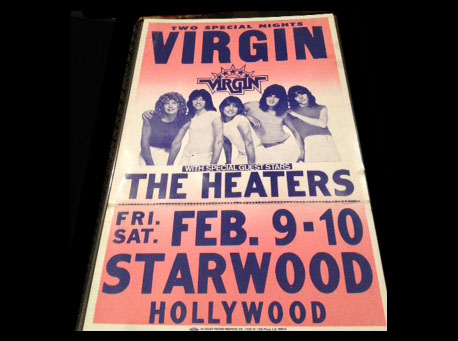 TWO SPECIAL NIGHTS
VIRGIN
VIRGIN
WITH SPECIAL GUEST STARS
THE HEATERS
FRI. SAT. FEB. 9-10
STARWOOD
HOLLYWOOD